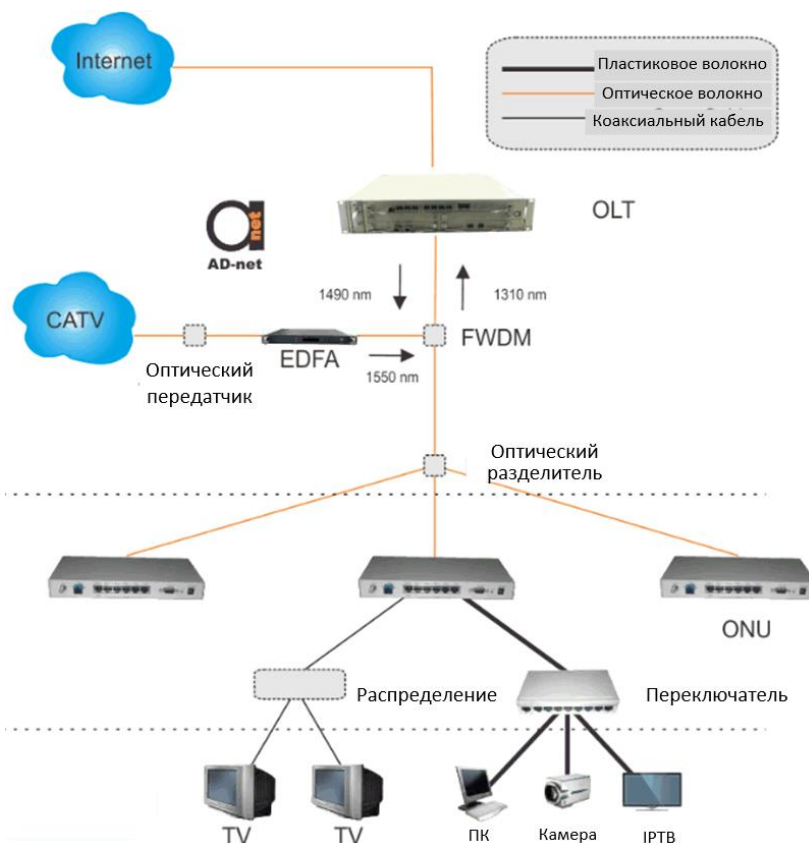 Internet
Пластиковое волокно
Оптическое волокно
Коаксиальный кабель
OLT
a
net
AD-net
1490 nm
1310 nm
CATV
EDFA
FWDM
Оптический
передатчик
1550 nm
Оптический
разделитель
ONU
Распределение
Переключатель
TV
TV
ПК
Камера
IPTB